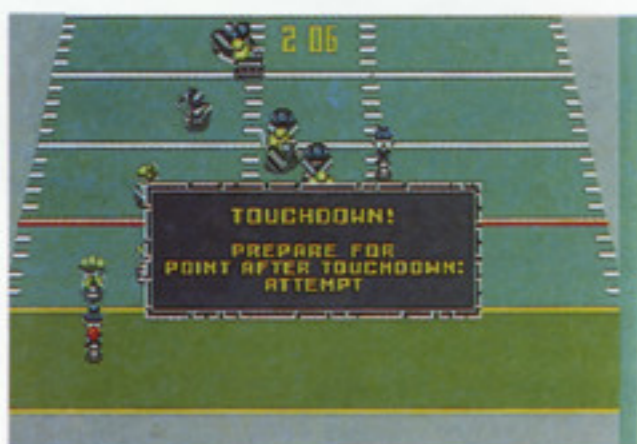 2 06
TOUCHDOWN!
PREPARE FOR
POINT AFTER TOUCHDOWN:
ATTEMPT